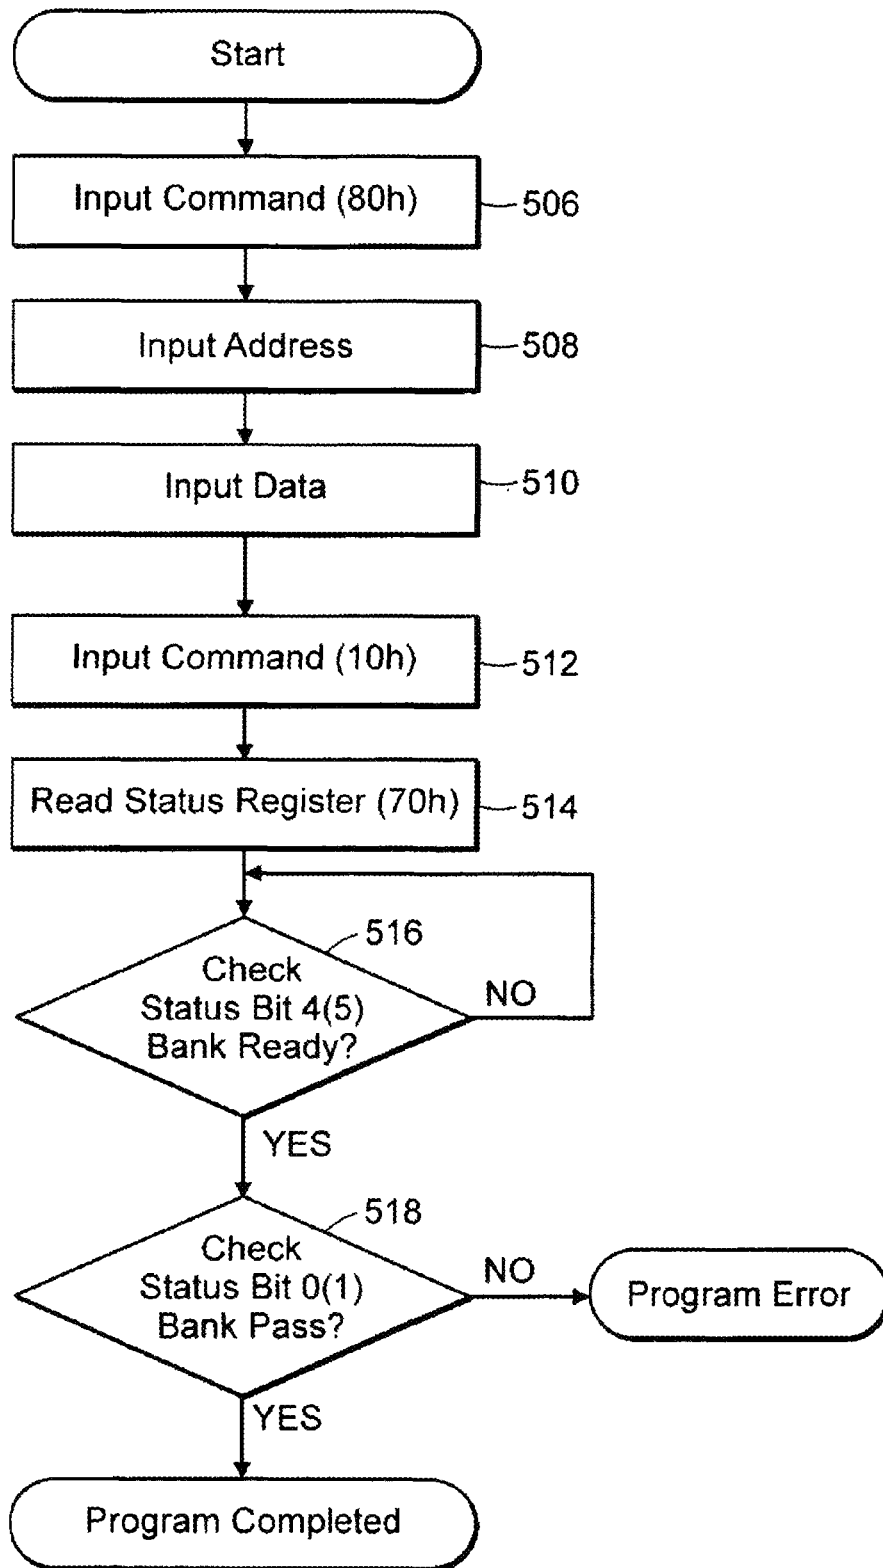 Start
Input Command (80h)
506
Input Address
508
Input Data
510
Input Command (10h)
512
Read Status Register (70h)
514
516
Check
Status Bit 4(5)
Bank Ready?
NO
YES
518
Check
Status Bit 0(1)
Bank Pass?
NO
Program Error
YES
Program Completed